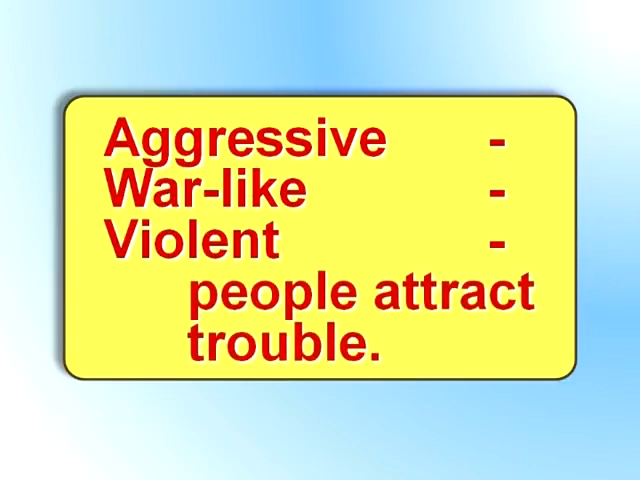 Aggressive -
War-like -
Violent -
people attract
trouble.